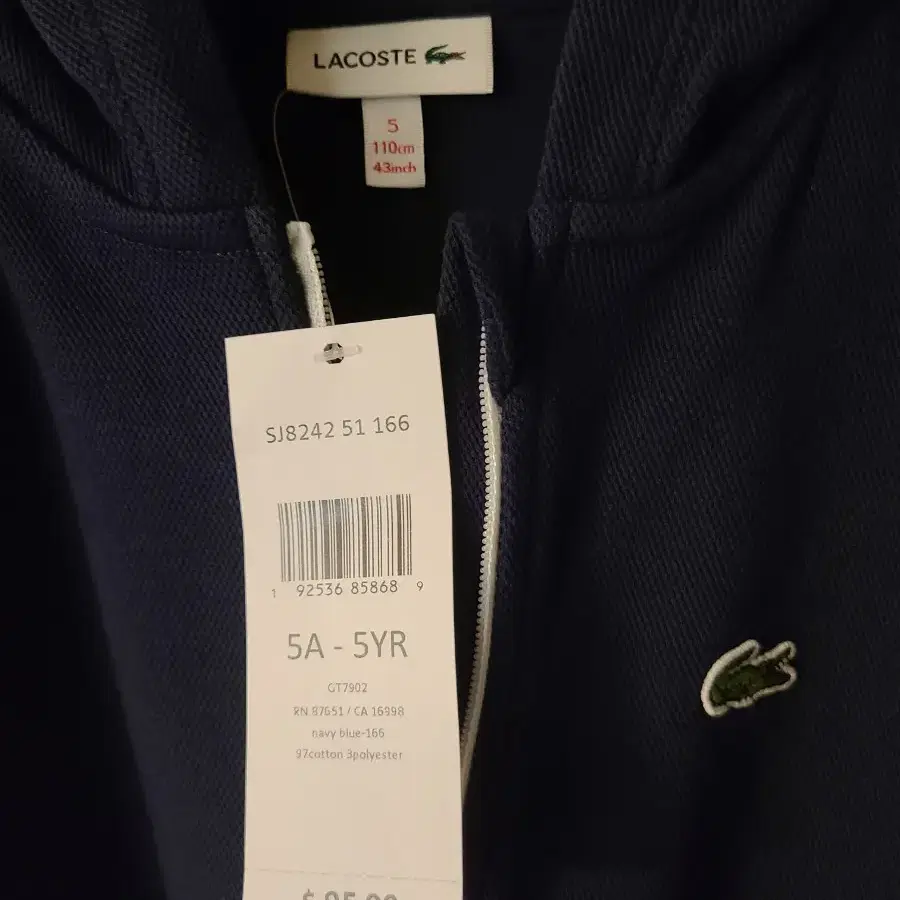 LACOSTE
5
110cm
43inch
SJ8242 51 166
1 92536 85868 9
5A - 5YR
GT7902
RN 87651 / CA 16998
navy blue-166
97cotton 3polyester